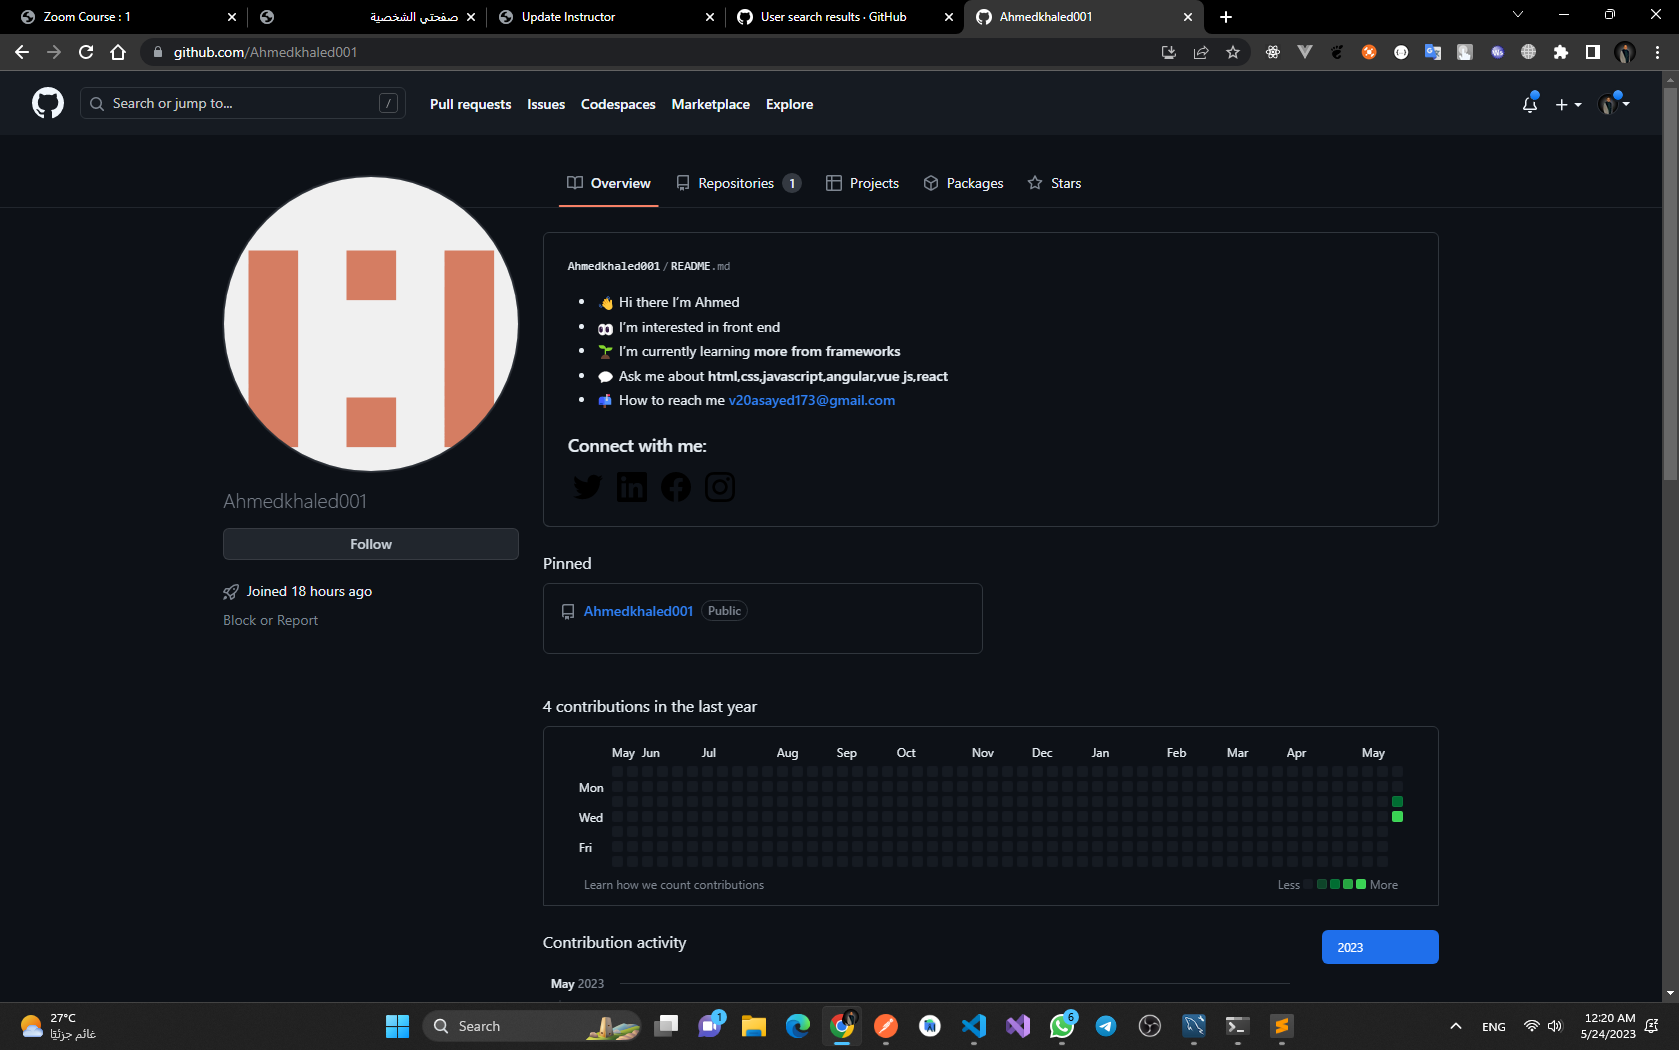 Zoom Course : 1
صفحتي الشخصية
Update Instructor
User search results · GitHub
Ahmedkhaled001
github.com/Ahmedkhaled001
Search or jump to...
/
Pull requests
Issues
Codespaces
Marketplace
Explore
Overview
Repositories 1
Projects
Packages
Stars
Ahmedkhaled001
Follow
Joined 18 hours ago
Block or Report
Ahmedkhaled001 / README.md
Hi there I'm Ahmed
I'm interested in front end
I'm currently learning more from frameworks
Ask me about html,css,javascript,angular,vue js,react
How to reach me v20asayed173@gmail.com
Connect with me:
Pinned
Ahmedkhaled001 Public
4 contributions in the last year
May Jun Jul Aug Sep Oct Nov Dec Jan Feb Mar Apr May
Mon
Wed
Fri
Learn how we count contributions
Less More
Contribution activity
2023
May 2023
27°C
غائم جزئيًا
Search
1
6
ENG
12:20 AM
5/24/2023